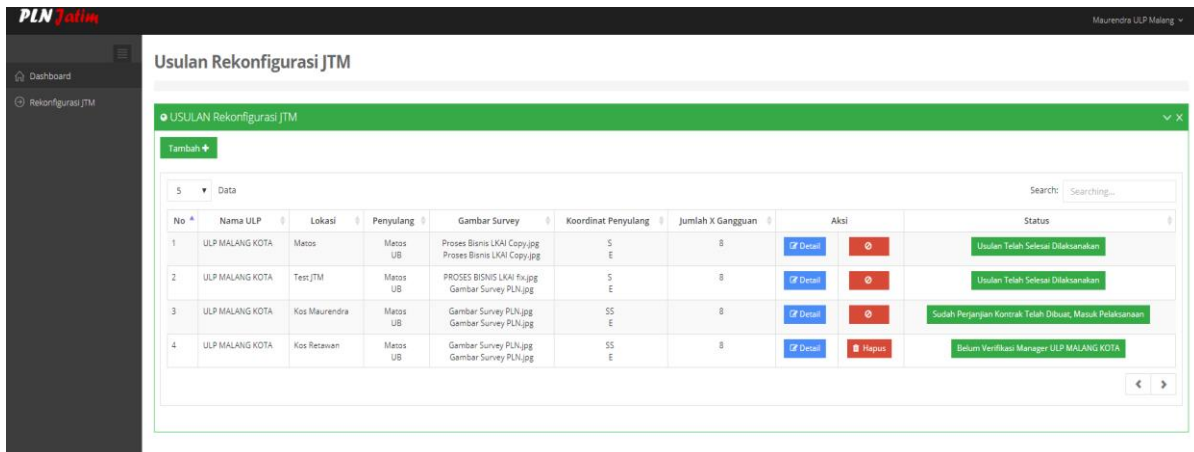 PLN Jatim
Maurendra ULP Malang
Dashboard
Rekonfigurasi JTM
Usulan Rekonfigurasi JTM
USULAN Rekonfigurasi JTM
Tambah
5 Data
Search: Searching...
No Nama ULP Lokasi Penyulang Gambar Survey Koordinat Penyulang Jumlah X Gangguan Aksi Status
1 ULP MALANG KOTA Matos Matos Proses Bisnis LKAI Copy.jpg S 8 Detail Usulan Telah Selesai Dilaksanakan
UB Proses Bisnis LKAI Copy.jpg E
2 ULP MALANG KOTA Test JTM Matos PROSES BISNIS LKAI fix.jpg S 8 Detail Usulan Telah Selesai Dilaksanakan
UB Gambar Survey PLN.jpg E
3 ULP MALANG KOTA Kos Maurendra Matos Gambar Survey PLN.jpg SS 8 Detail Sudah Perjanjian Kontrak Telah Dibuat, Masuk Pelaksanaan
UB Gambar Survey PLN.jpg E
4 ULP MALANG KOTA Kos Retawan Matos Gambar Survey PLN.jpg SS 8 Detail Hapus Belum Verifikasi Manager ULP MALANG KOTA
UB Gambar Survey PLN.jpg E